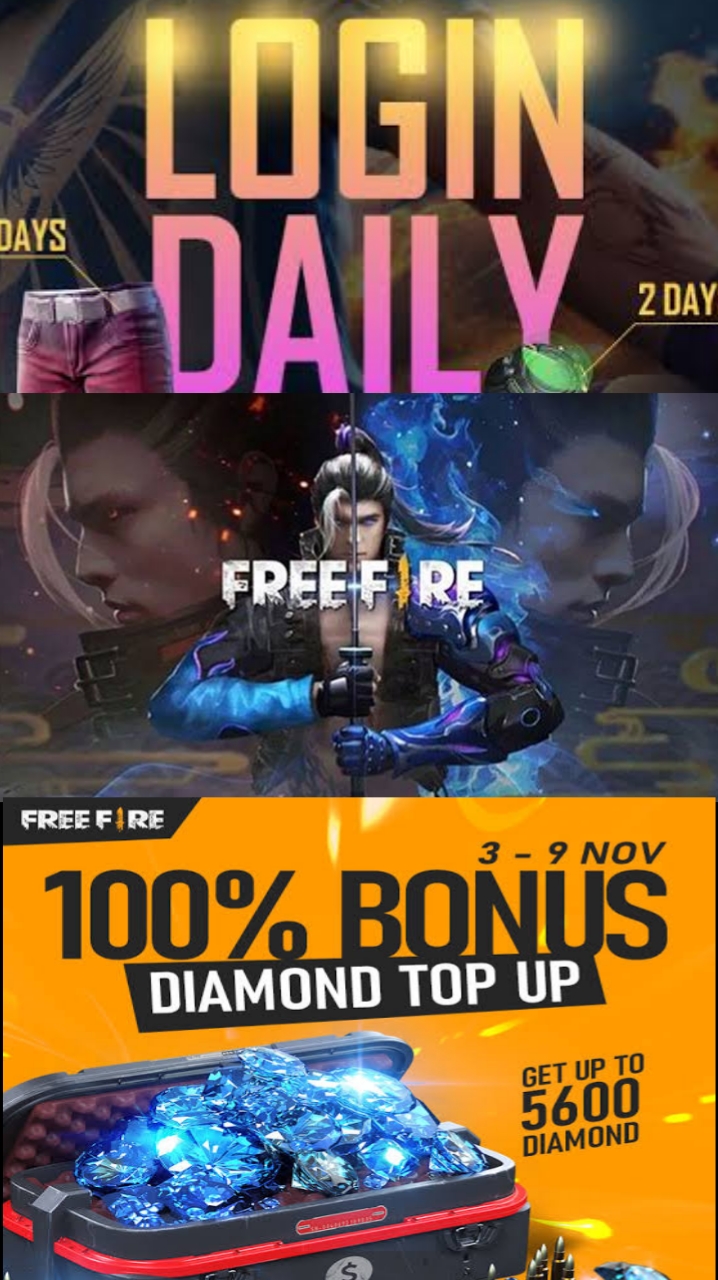 LOGIN
DAILY
DAYS
2 DAY
FREE FIRE
FREE FIRE
3 - 9 NOV
100% BONUS
DIAMOND TOP UP
GET UP TO
5600
DIAMOND
$